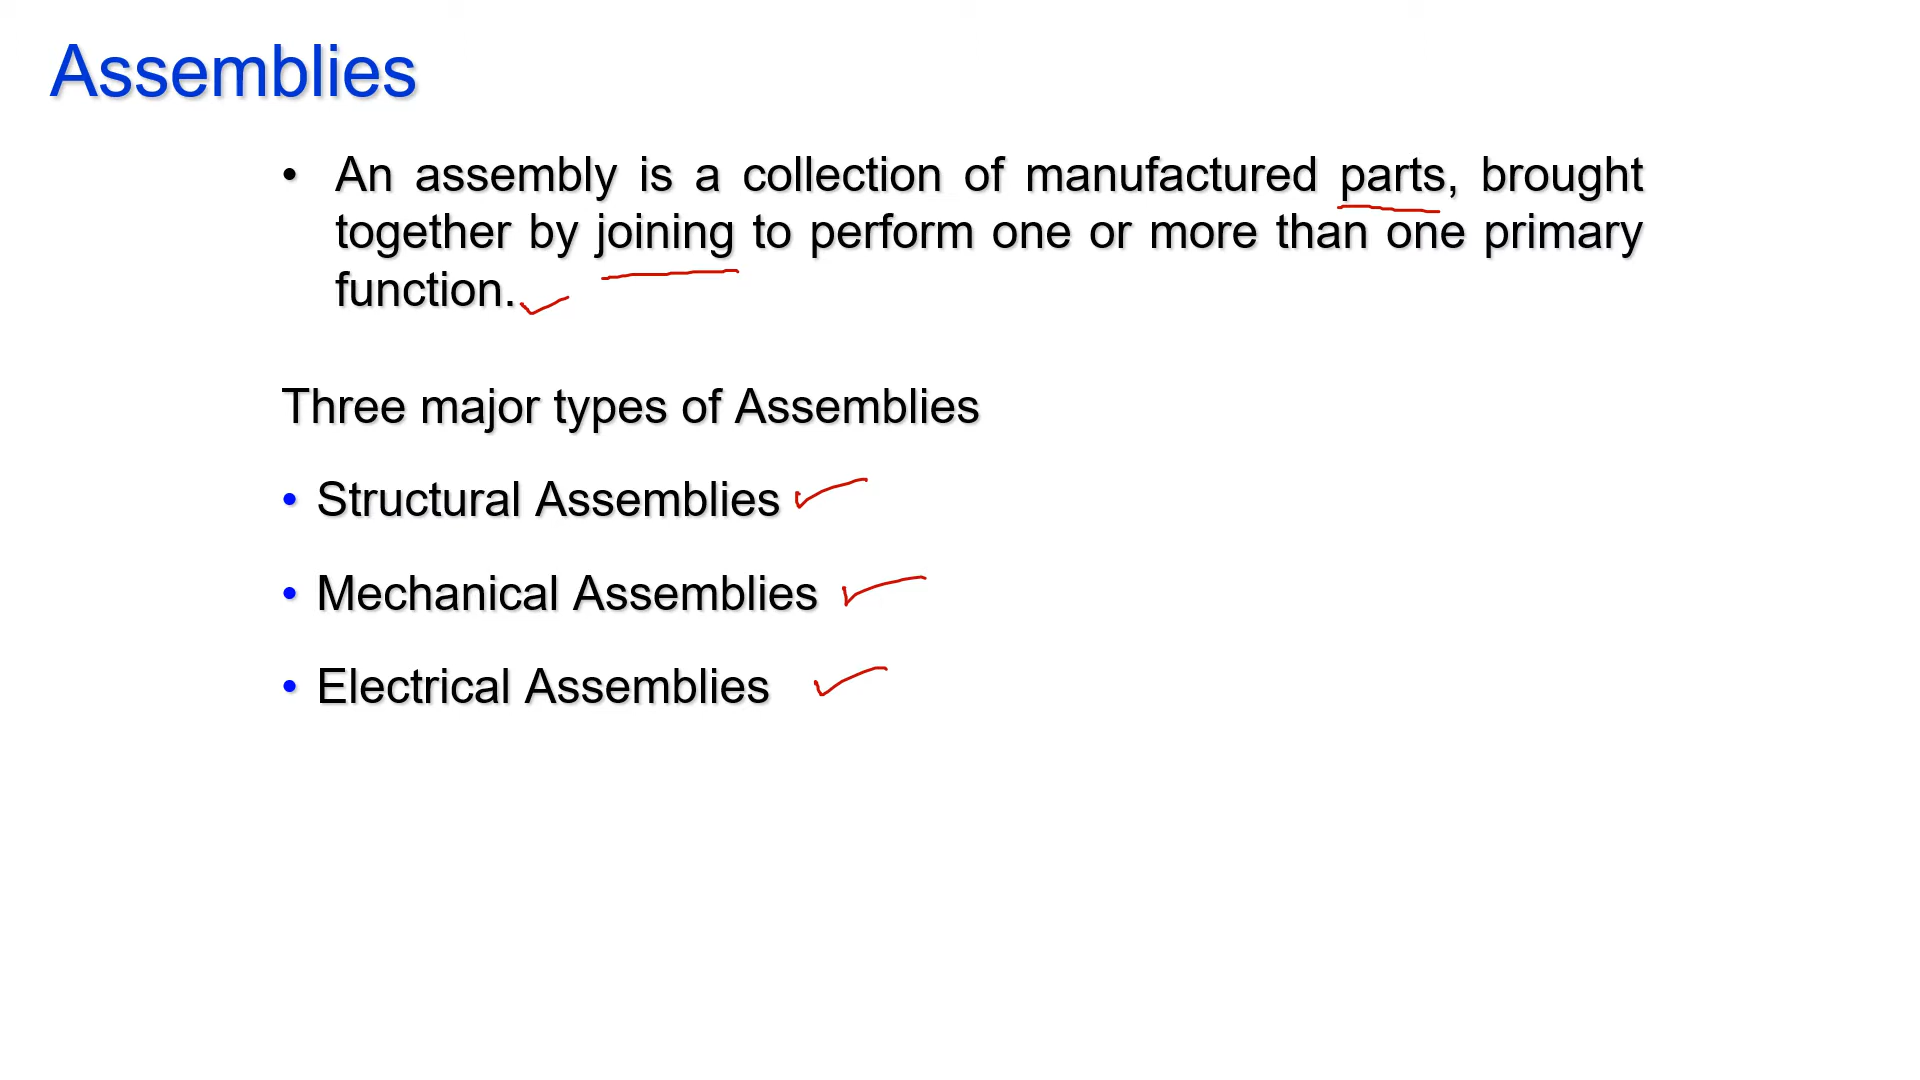 Assemblies
• An assembly is a collection of manufactured parts, brought
together by joining to perform one or more than one primary
function.
Three major types of Assemblies
• Structural Assemblies
• Mechanical Assemblies
• Electrical Assemblies